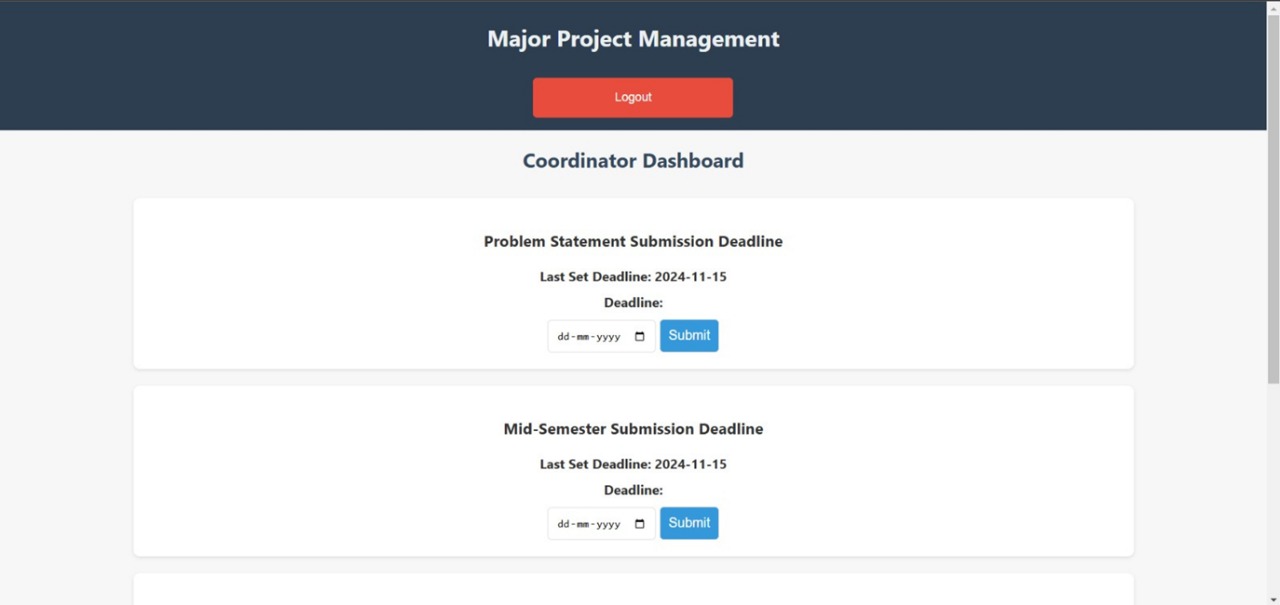 Major Project Management
Logout
Coordinator Dashboard
Problem Statement Submission Deadline
Last Set Deadline: 2024-11-15
Deadline:
dd-mm-yyyy Submit
Mid-Semester Submission Deadline
Last Set Deadline: 2024-11-15
Deadline:
dd-mm-yyyy Submit